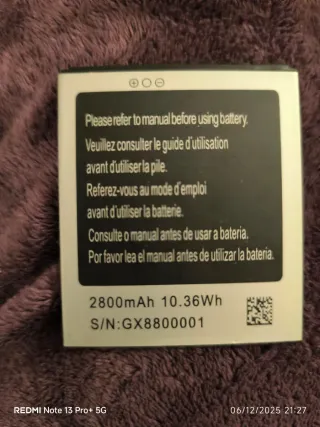 Please refer to manual before using battery.
Veuillez consulter le guide d'utilisation
avant d'utiliser la pile.
Referez-vous au mode d'emploi
avant d'utiliser la batterie.
Consulte o manual antes de usar a bateria.
Por favor lea el manual antes de utilizar la bateria.
2800mAh 10.36Wh
S/N:GX8800001
REDMI Note 13 Pro+ 5G
06/12/2025 21:27